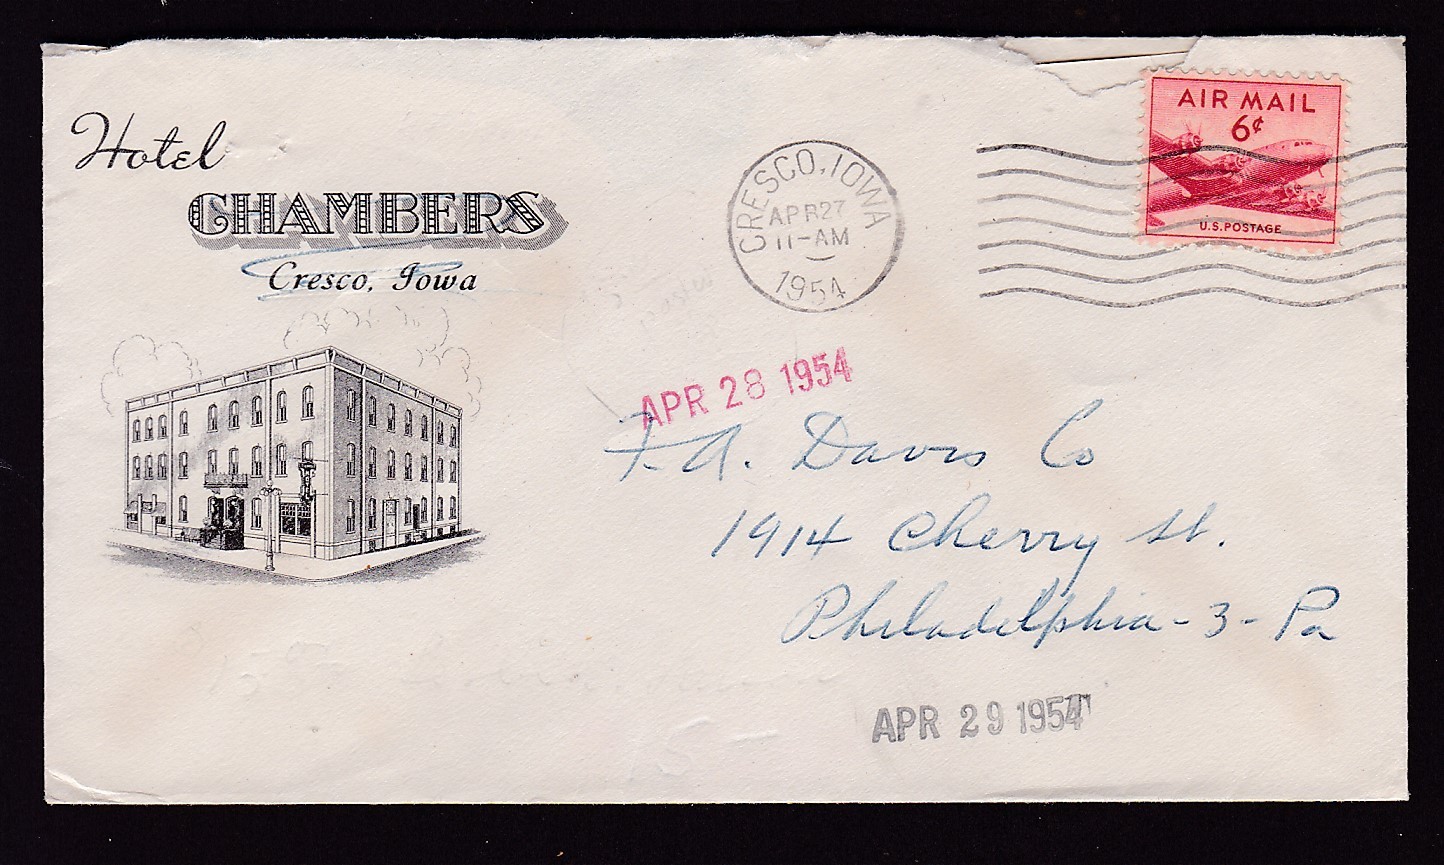 Hotel
CHAMBERS
Cresco, Iowa
CRESCO, IOWA
APR 27
11-AM
1954
AIR MAIL
6¢
U.S. POSTAGE
APR 28 1954
F. A. Davis Co
1914 Cherry St.
Philadelphia-3-Pa
APR 29 1954